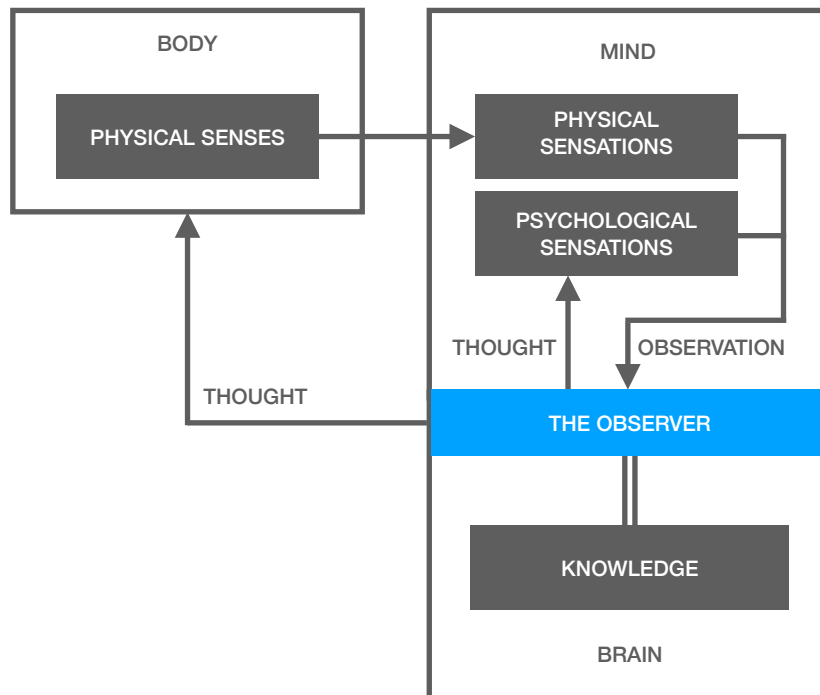 BODY
MIND
PHYSICAL SENSES
PHYSICAL
SENSATIONS
PSYCHOLOGICAL
SENSATIONS
THOUGHT
OBSERVATION
THOUGHT
THE OBSERVER
KNOWLEDGE
BRAIN